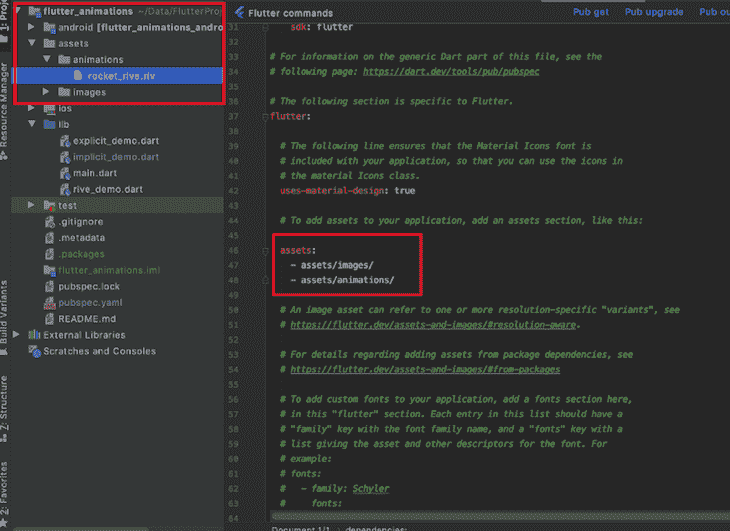 flutter_animations ~/Data/FlutterProj
android [flutter_animations_andro
assets
animations
rocket_rive.riv
images
ios
lib
explicit_demo.dart
implicit_demo.dart
main.dart
rive_demo.dart
test
.gitignore
.metadata
.packages
flutter_animations.iml
pubspec.lock
pubspec.yaml
README.md
External Libraries
Scratches and Consoles
Resource Manager
Build Variants
Z: Structure
2: Favorites
Flutter commands
Pub get Pub upgrade Pub ou
31 sdk: flutter
32
33 # For information on the generic Dart part of this file, see the
34 # following page: https://dart.dev/tools/pub/pubspec
35
36 # The following section is specific to Flutter.
37 flutter:
38
39 # The following line ensures that the Material Icons font is
40 # included with your application, so that you can use the icons in
41 # the material Icons class.
42 uses-material-design: true
43
44 # To add assets to your application, add an assets section, like this:
45
46 assets:
47 - assets/images/
48 - assets/animations/
49
50 # An image asset can refer to one or more resolution-specific "variants", see
51 # https://flutter.dev/assets-and-images/#resolution-aware.
52
53 # For details regarding adding assets from package dependencies, see
54 # https://flutter.dev/assets-and-images/#from-packages
55
56 # To add custom fonts to your application, add a fonts section here,
57 # in this "flutter" section. Each entry in this list should have a
58 # "family" key with the font family name, and a "fonts" key with a
59 # list giving the asset and other descriptors for the font. For
60 # example:
61 # fonts:
62 # - family: Schyler
63 # fonts:
64
Document 1/1 dependencies: